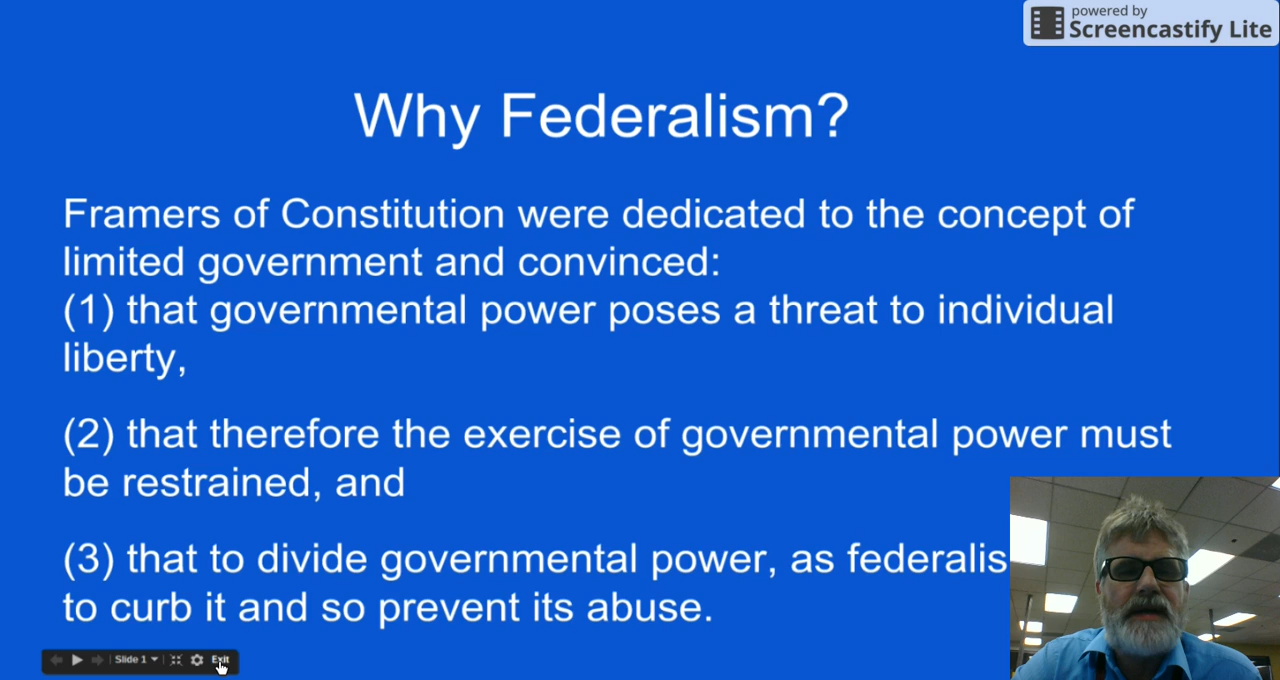 powered by
Screencastify Lite
Why Federalism?
Framers of Constitution were dedicated to the concept of
limited government and convinced:
(1) that governmental power poses a threat to individual
liberty,
(2) that therefore the exercise of governmental power must
be restrained, and
(3) that to divide governmental power, as federalis
to curb it and so prevent its abuse.
Slide 1
Exit